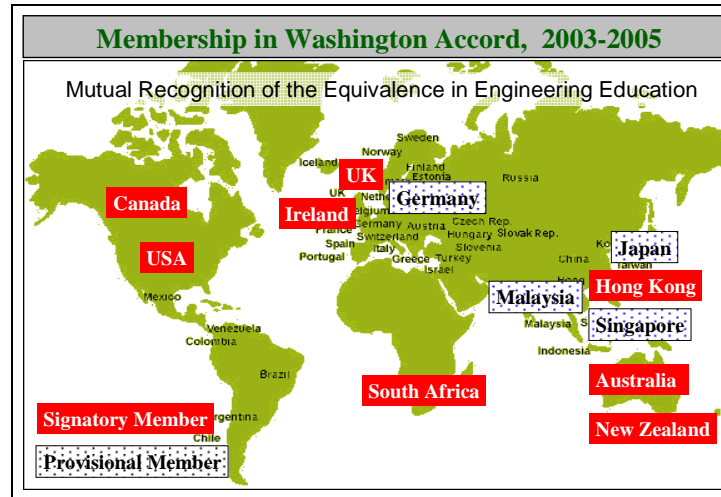 Membership in Washington Accord, 2003-2005
Mutual Recognition of the Equivalence in Engineering Education
Sweden
Norway
Iceland
Finland
UK
Estonia
Russia
UK
Germany
Canada
Ireland
Belgium
Germany
Austria
Czech Rep.
France
Switzerland
Hungary
Slovak Rep.
Spain
Italy
Slovenia
Portugal
Greece
Turkey
Israel
USA
China
Japan
Taiwan
Mexico
Malaysia
Hong Kong
Venezuela
Colombia
Malaysia
Singapore
Indonesia
Brazil
South Africa
Australia
Signatory Member
Argentina
New Zealand
Chile
Provisional Member